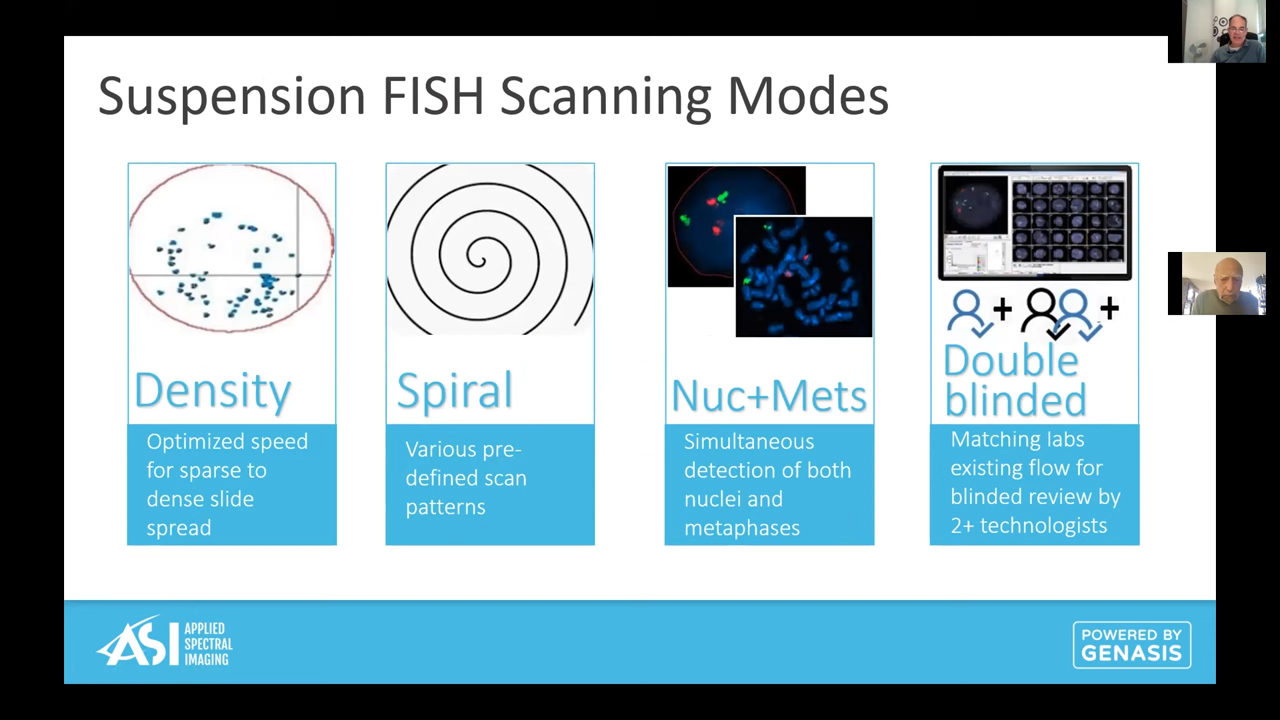 Suspension FISH Scanning Modes
Density
Optimized speed
for sparse to
dense slide
spread
Spiral
Various pre-
defined scan
patterns
Nuc+Mets
Simultaneous
detection of both
nuclei and
metaphases
Double
blinded
Matching labs
existing flow for
blinded review by
2+ technologists
ASI APPLIED
SPECTRAL
IMAGING
POWERED BY
GENASIS